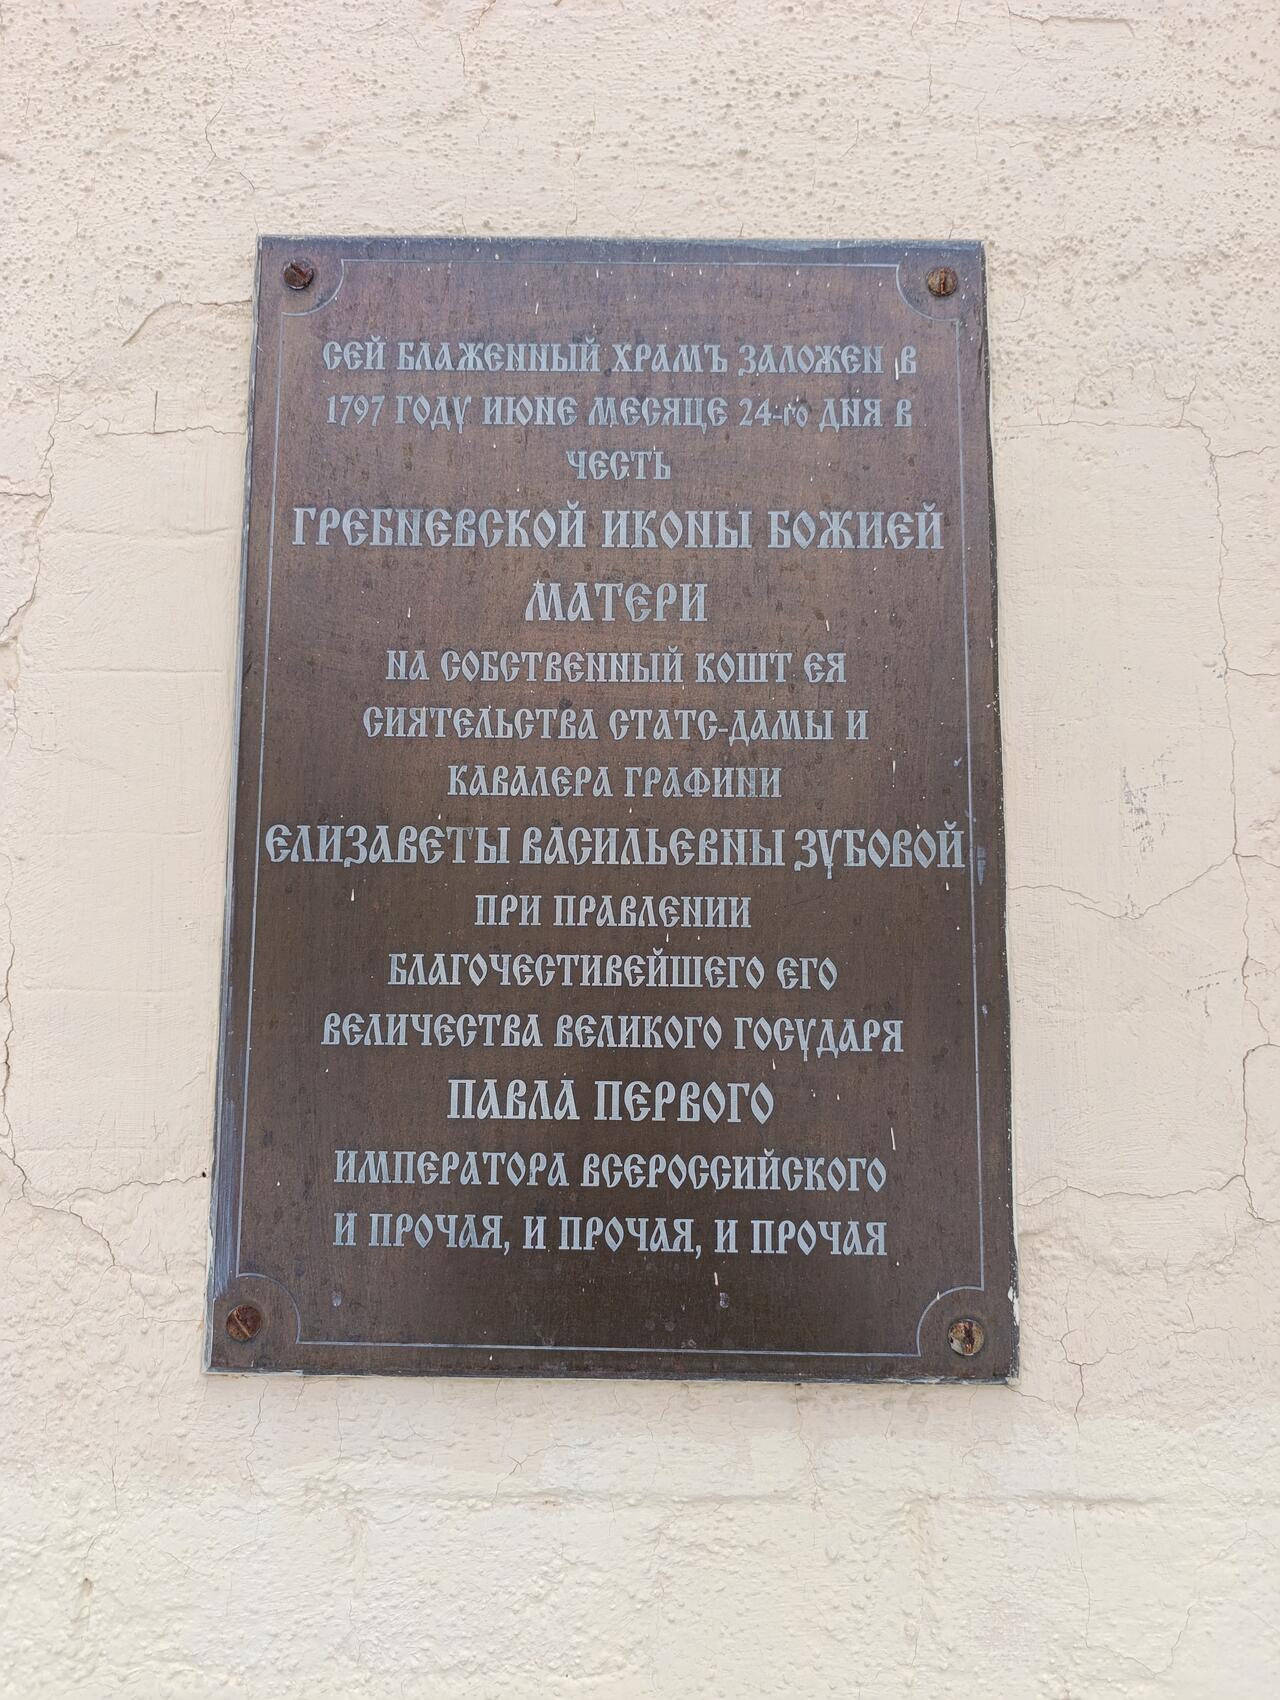 СЕЙ БЛАЖЕННЫЙ ХРАМЪ ЗАЛОЖЕН В
1797 ГОДУ ИЮНЕ МЕСЯЦЕ 24-го ДНЯ В
ЧЕСТЬ
ГРЕБНЕВСКОЙ ИКОНЫ БОЖИЕЙ
МАТЕРИ
НА СОБСТВЕННЫЙ КОШТ ЕЯ
СИЯТЕЛЬСТВА СТАТС-ДАМЫ И
КАВАЛЕРА ГРАФИНИ
ЕЛИЗАВЕТЫ ВАСИЛЬЕВНЫ ЗУБОВОЙ
ПРИ ПРАВЛЕНИИ
БЛАГОЧЕСТИВЕЙШЕГО ЕГО
ВЕЛИЧЕСТВА ВЕЛИКОГО ГОСУДАРЯ
ПАВЛА ПЕРВОГО
ИМПЕРАТОРА ВСЕРОССИЙСКОГО
И ПРОЧАЯ, И ПРОЧАЯ, И ПРОЧАЯ